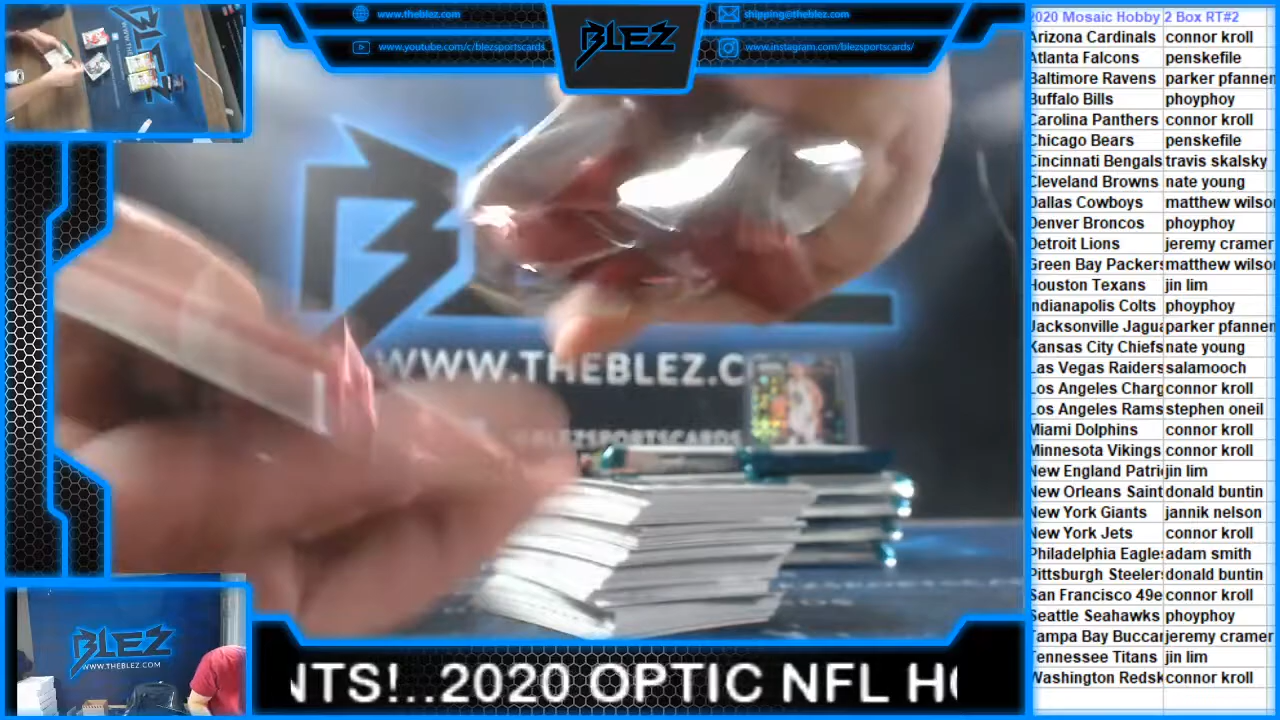 www.theblez.com
www.youtube.com/c/blezsportscards
BLEZ
shipping@theblez.com
www.instagram.com/blezsportscards/
2020 Mosaic Hobby 2 Box RT#2
Arizona Cardinals connor kroll
Atlanta Falcons penskefile
Baltimore Ravens parker pfanner
Buffalo Bills phoyphoy
Carolina Panthers connor kroll
Chicago Bears penskefile
Cincinnati Bengals travis skalsky
Cleveland Browns nate young
Dallas Cowboys matthew wilson
Denver Broncos phoyphoy
Detroit Lions jeremy cramer
Green Bay Packers matthew wilson
Houston Texans jin lim
Indianapolis Colts phoyphoy
Jacksonville Jagua parker pfanner
Kansas City Chiefs nate young
Las Vegas Raiders salamooch
Los Angeles Charg connor kroll
Los Angeles Rams stephen oneil
Miami Dolphins connor kroll
Minnesota Vikings connor kroll
New England Patri jin lim
New Orleans Saint donald buntin
New York Giants jannik nelson
New York Jets connor kroll
Philadelphia Eagles adam smith
Pittsburgh Steelers donald buntin
San Francisco 49e connor kroll
Seattle Seahawks phoyphoy
Tampa Bay Buccar jeremy cramer
Tennessee Titans jin lim
Washington Redsk connor kroll
WWW.THEBLEZ.C
BLEZSPORTSCARDS
BLEZ
WWW.THEBLEZ.COM
NTS!..2020 OPTIC NFL HO